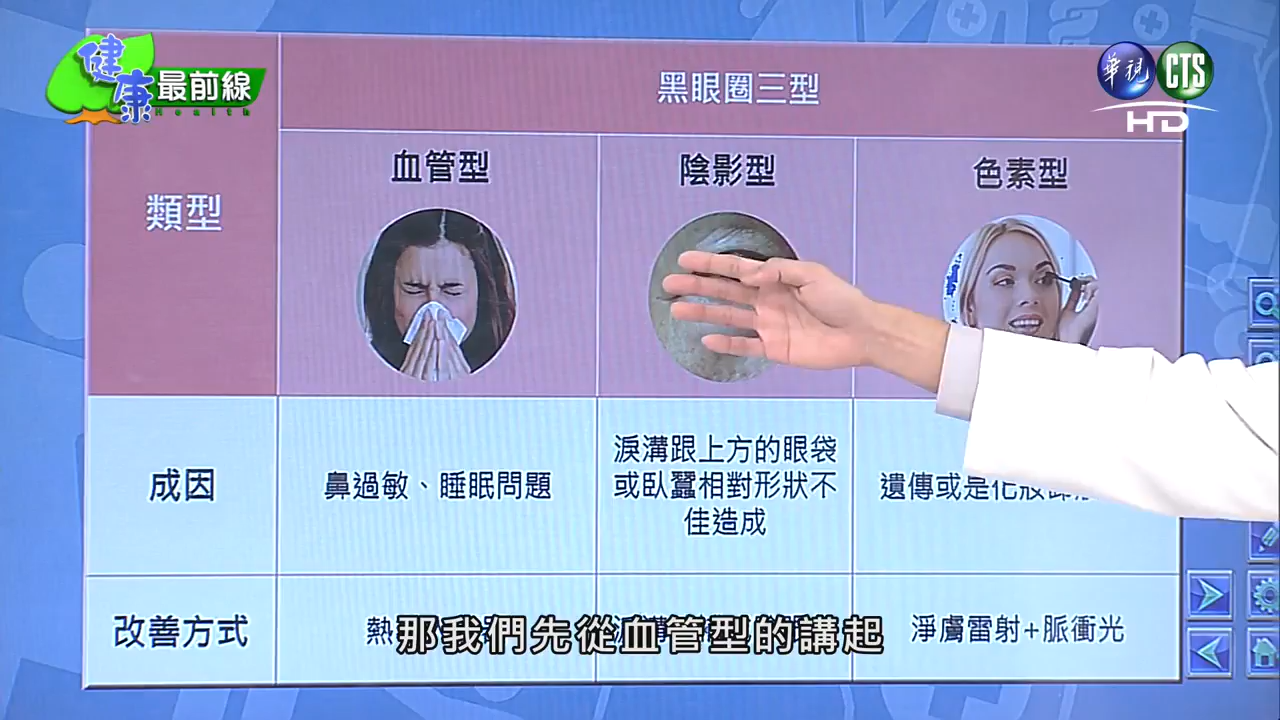 健康最前線
Health
華視 CTS
HD
黑眼圈三型
類型
血管型
陰影型
色素型
成因
鼻過敏、睡眠問題
淚溝跟上方的眼袋
或臥蠶相對形狀不
佳造成
遺傳或是化妝
改善方式
熱
淨膚雷射+脈衝光
那我們先從血管型的講起